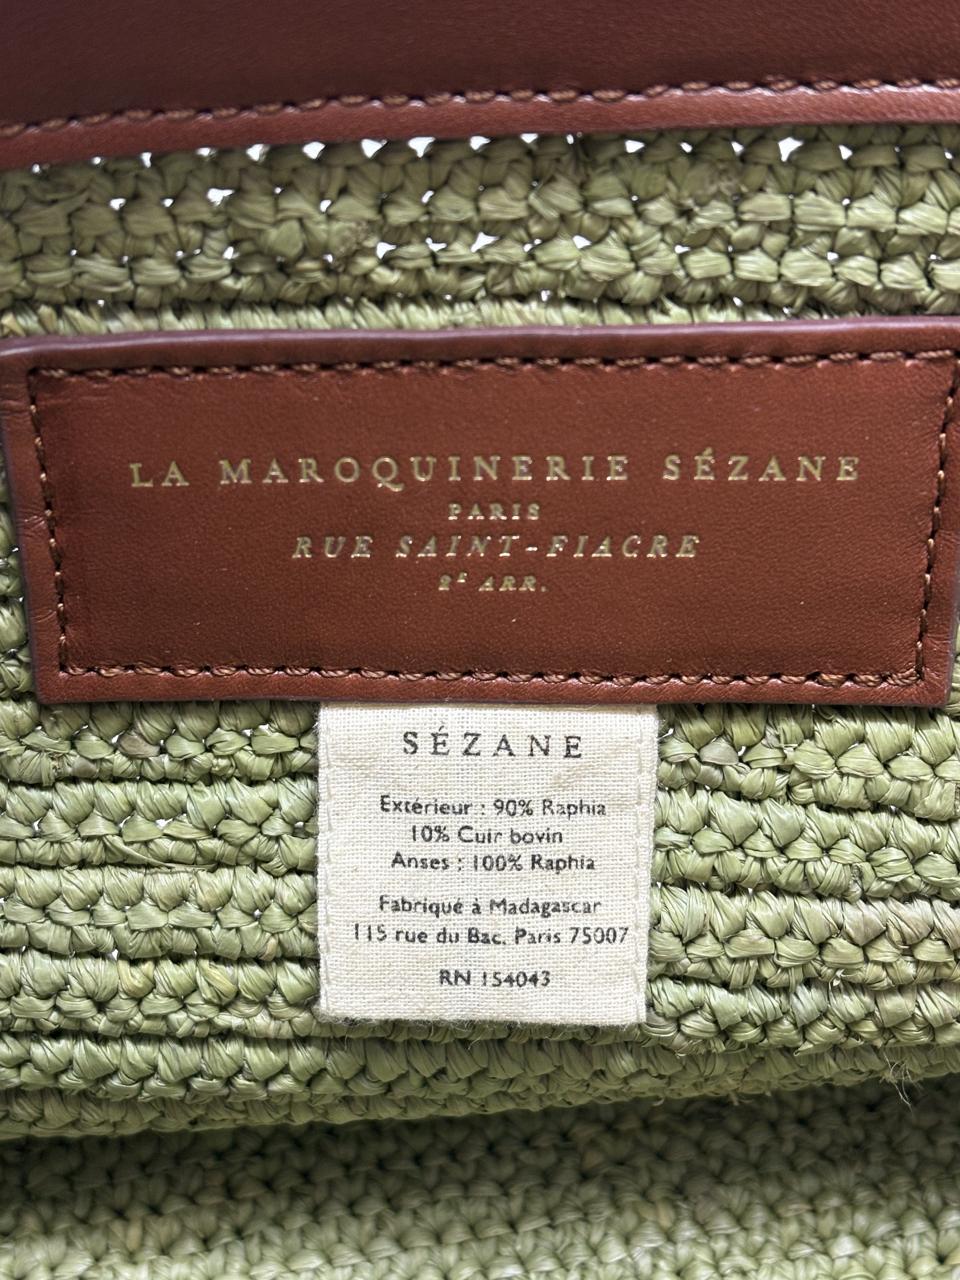 LA MAROQUINERIE SÉZANE
PARIS
RUE SAINT-FIACRE
2E ARR.
SÉZANE
Extérieur : 90% Raphia
10% Cuir bovin
Anses : 100% Raphia
Fabriqué à Madagascar
115 rue du Bac, Paris 75007
RN 154043